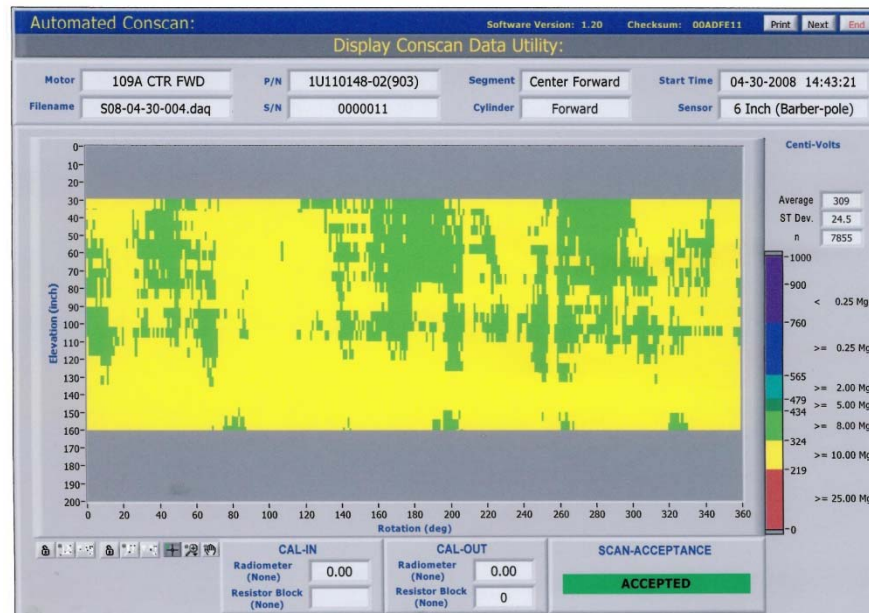 Automated Conscan: Software Version: 1.20 Checksum: 00ADFE11 Print Next End
Display Conscan Data Utility:
Motor 109A CTR FWD P/N 1U110148-02(903) Segment Center Forward Start Time 04-30-2008 14:43:21
Filename S08-04-30-004.daq S/N 0000011 Cylinder Forward Sensor 6 Inch (Barber-pole)
Centi-Volts
Average 309
ST Dev. 24.5
n 7855
Elevation (inch)
0
10
20
30
40
50
60
70
80
90
100
110
120
130
140
150
160
170
180
190
200
0 20 40 60 80 100 120 140 160 180 200 220 240 260 280 300 320 340 360
Rotation (deg)
1000
900 < 0.25 Mg
760
>= 0.25 Mg
565
>= 2.00 Mg
479 >= 5.00 Mg
434
>= 8.00 Mg
324
>= 10.00 Mg
219
>= 25.00 Mg
0
CAL-IN CAL-OUT SCAN-ACCEPTANCE
Radiometer (None) 0.00 Radiometer (None) 0.00
ACCEPTED
Resistor Block (None) Resistor Block (None) 0